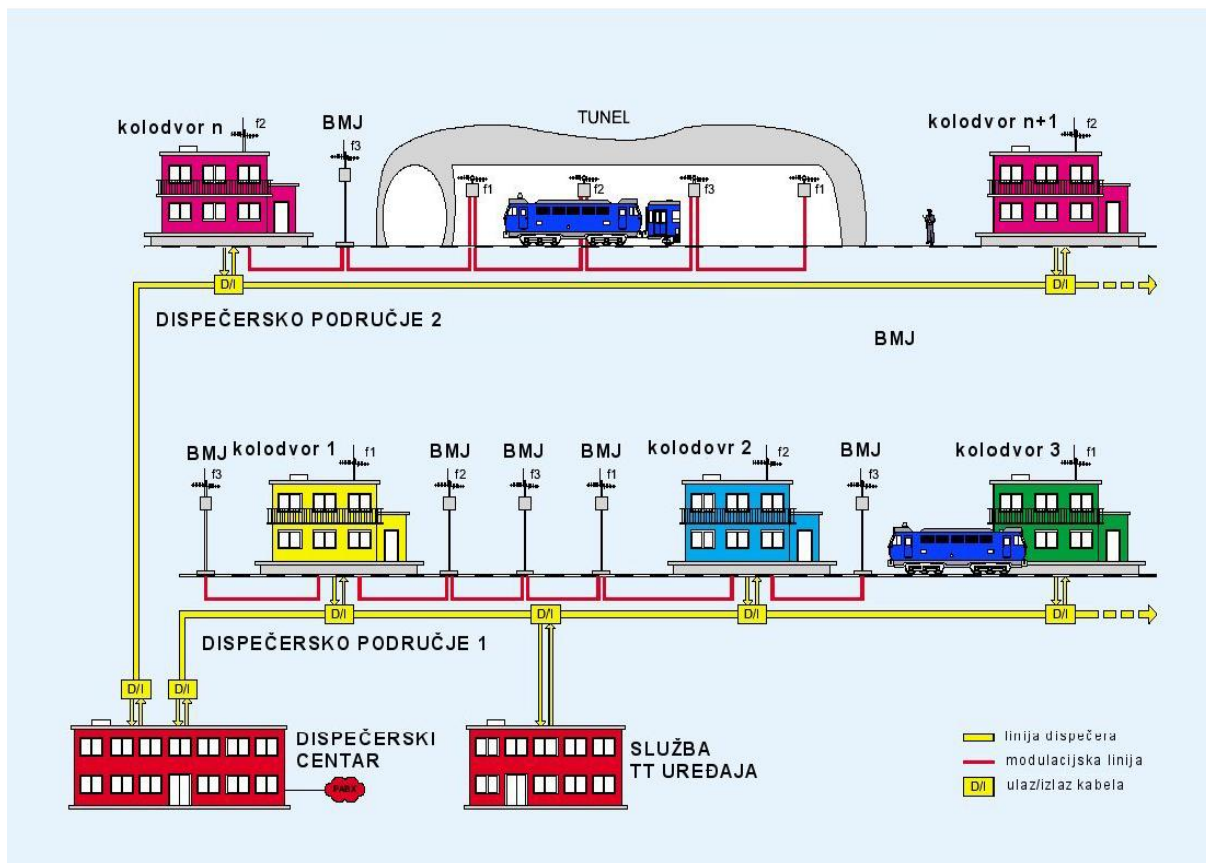 TUNEL
kolodvor n
f2
BMJ
f3
kolodvor n+1
f2
f1
f2
f3
f1
D/I
D/I
DISPEČERSKO PODRUČJE 2
BMJ
BMJ
kolodvor 1
f1
BMJ
BMJ
BMJ
kolodovr 2
f2
BMJ
kolodvor 3
f1
f3
f2
f3
f1
f3
D/I
D/I
D/I
D/I
DISPEČERSKO PODRUČJE 1
D/I
D/I
DISPEČERSKI
CENTAR
PABX
SLUŽBA
TT UREĐAJA
linija dispečera
modulacijska linija
D/I ulaz/izlaz kabela